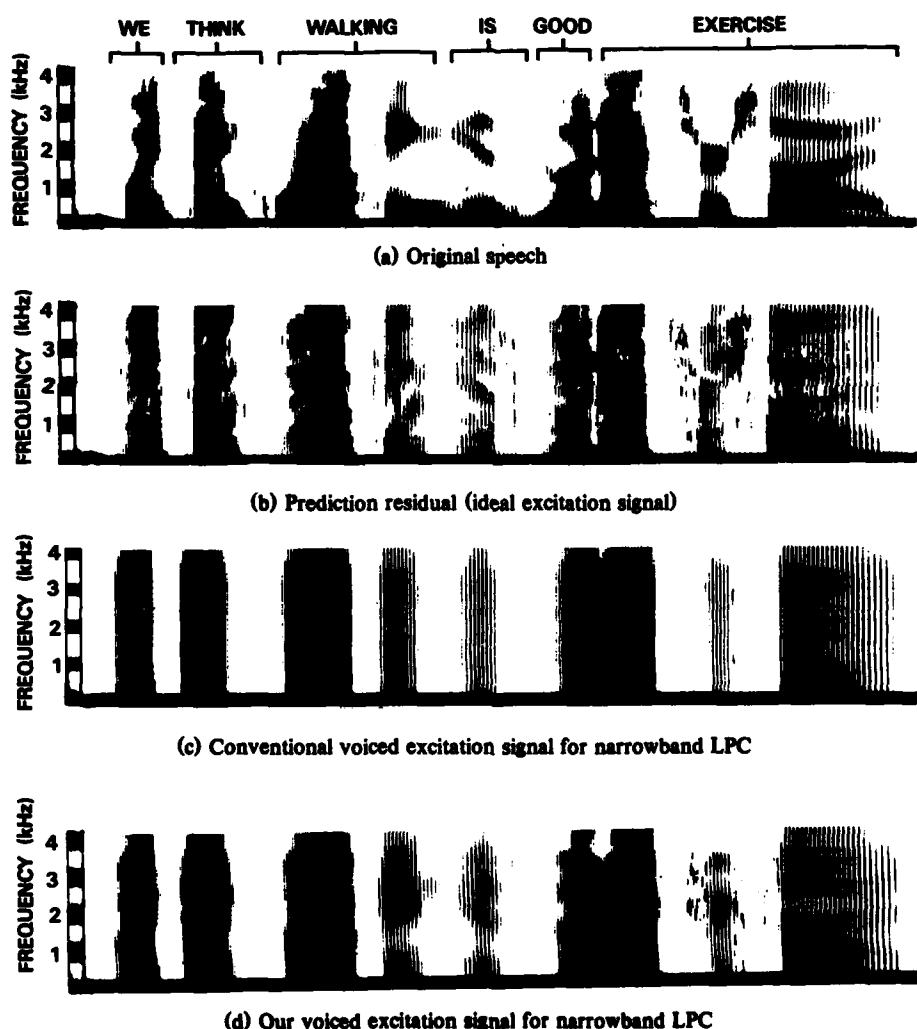 WE THINK WALKING IS GOOD EXERCISE
FREQUENCY (kHz)
4
3
2
1
(a) Original speech
FREQUENCY (kHz)
4
3
2
1
(b) Prediction residual (ideal excitation signal)
FREQUENCY (kHz)
4
3
2
1
(c) Conventional voiced excitation signal for narrowband LPC
FREQUENCY (kHz)
4
3
2
1
(d) Our voiced excitation signal for narrowband LPC